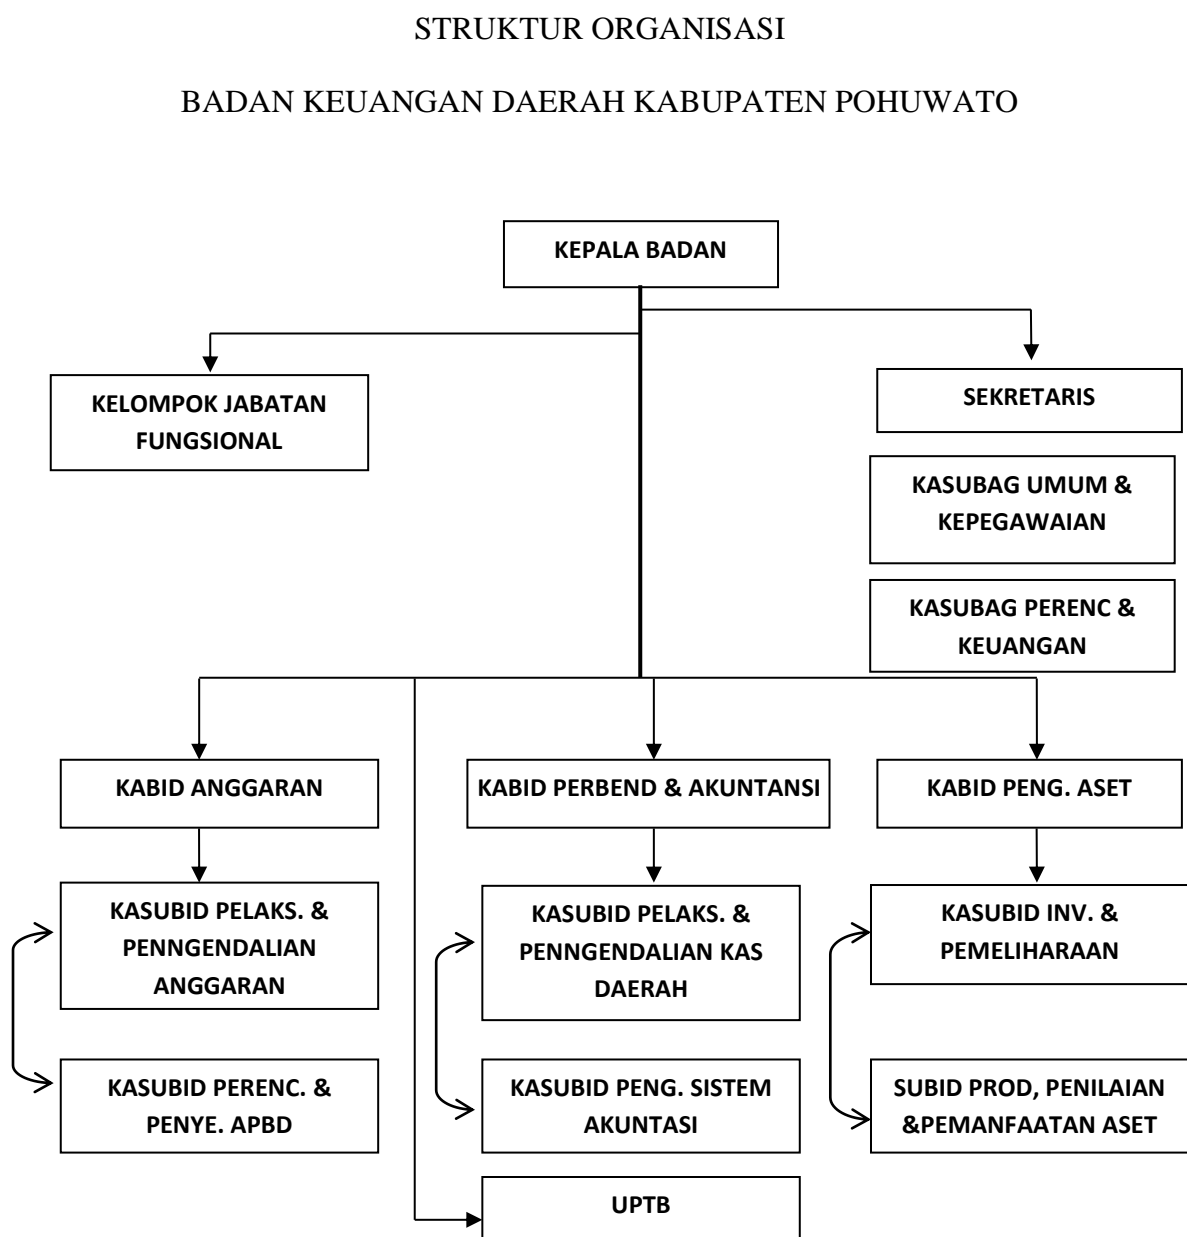 STRUKTUR ORGANISASI
BADAN KEUANGAN DAERAH KABUPATEN POHUWATO
KEPALA BADAN
KELOMPOK JABATAN
FUNGSIONAL
SEKRETARIS
KASUBAG UMUM &
KEPEGAWAIAN
KASUBAG PERENC &
KEUANGAN
KABID ANGGARAN
KABID PERBEND & AKUNTANSI
KABID PENG. ASET
KASUBID PELAKS. &
PENNGENDALIAN
ANGGARAN
KASUBID PELAKS. &
PENNGENDALIAN KAS
DAERAH
KASUBID INV. &
PEMELIHARAAN
KASUBID PERENC. &
PENYE. APBD
KASUBID PENG. SISTEM
AKUNTASI
SUBID PROD, PENILAIAN
&PEMANFAATAN ASET
UPTB